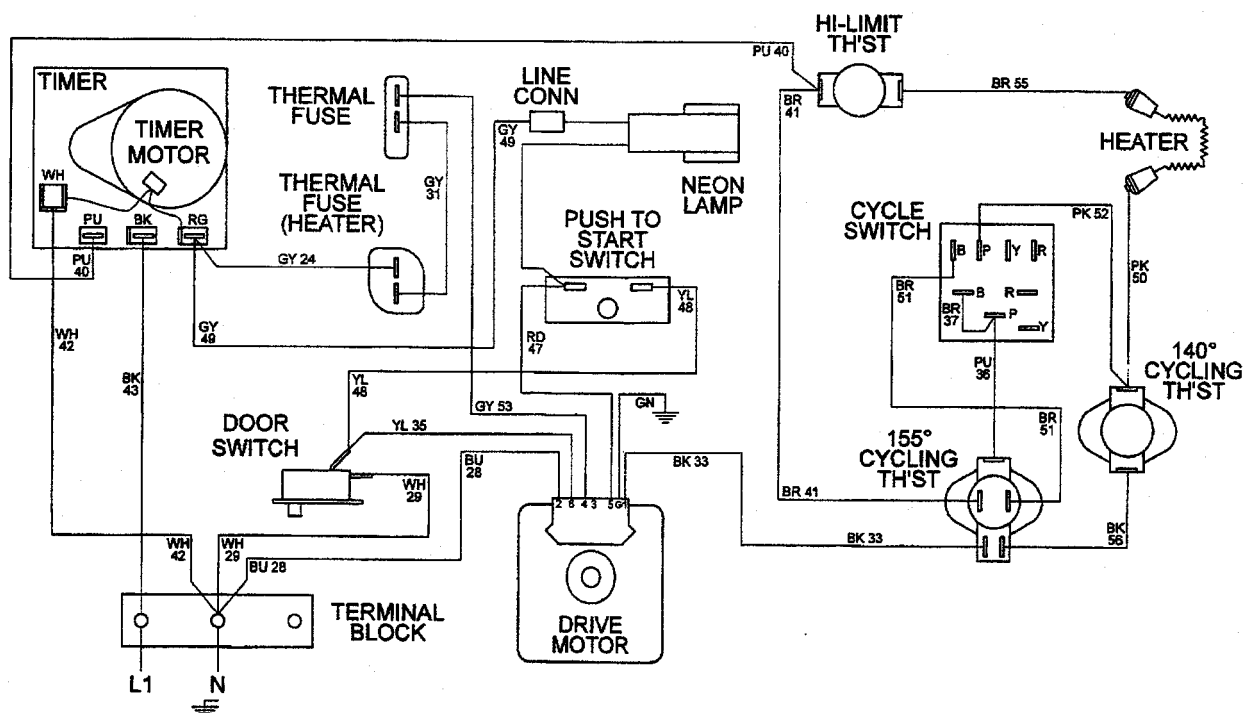 HI-LIMIT
TH'ST
PU 40
TIMER
TIMER
MOTOR
WH
PU
BK
RG
PU
40
THERMAL
FUSE
THERMAL
FUSE
(HEATER)
GY
31
GY 24
LINE
CONN
GY
49
NEON
LAMP
BR
41
BR 55
HEATER
PUSH TO
START
SWITCH
CYCLE
SWITCH
PK 52
B
P
Y
R
B
R
P
Y
BR
37
BR
51
PK
50
GY
49
WH
42
BK
43
RD
47
YL
48
YL
48
PU
36
140°
CYCLING
TH'ST
GY 53
GN
YL 35
DOOR
SWITCH
BU
28
WH
29
BK 33
155°
CYCLING
TH'ST
BR
51
BR 41
2 6 4 3 5 G1
BK 33
BK
56
WH
42
WH
29
BU 28
TERMINAL
BLOCK
DRIVE
MOTOR
L1
N